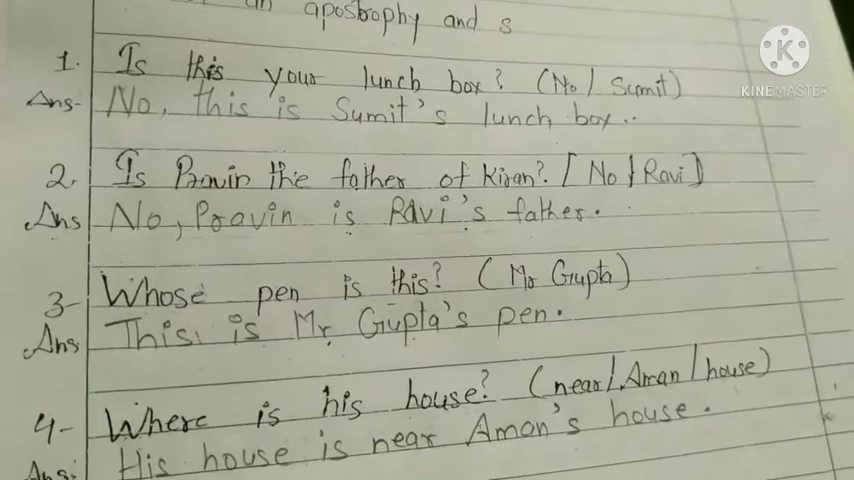 an apostrophy and s
1. Is this your lunch box? (No / Sumit)
Ans- No, this is Sumit's lunch box..
2. Is Pravin the father of Kiran? [No / Ravi]
Ans No, Pravin is Ravi's father.
3- Whose pen is this? (Mr Gupta)
Ans This is Mr. Gupta's pen.
4- Where is his house? (near / Aman / house)
Ans: His house is near Aman's house.
K
KINEMASTER